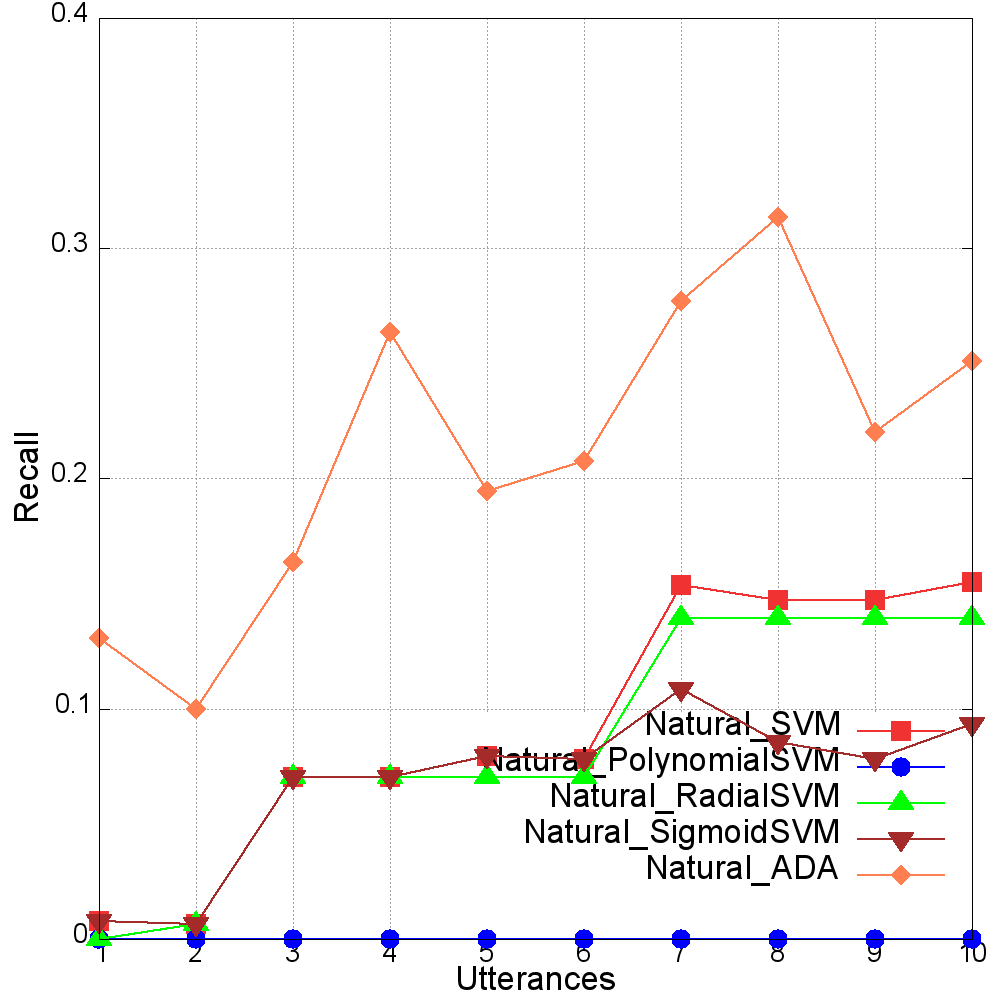 0.4
0.3
0.2
0.1
0
Recall
Natural_SVM
Natural_PolynomialSVM
Natural_RadialSVM
Natural_SigmoidSVM
Natural_ADA
1 2 3 4 5 6 7 8 9 10
Utterances